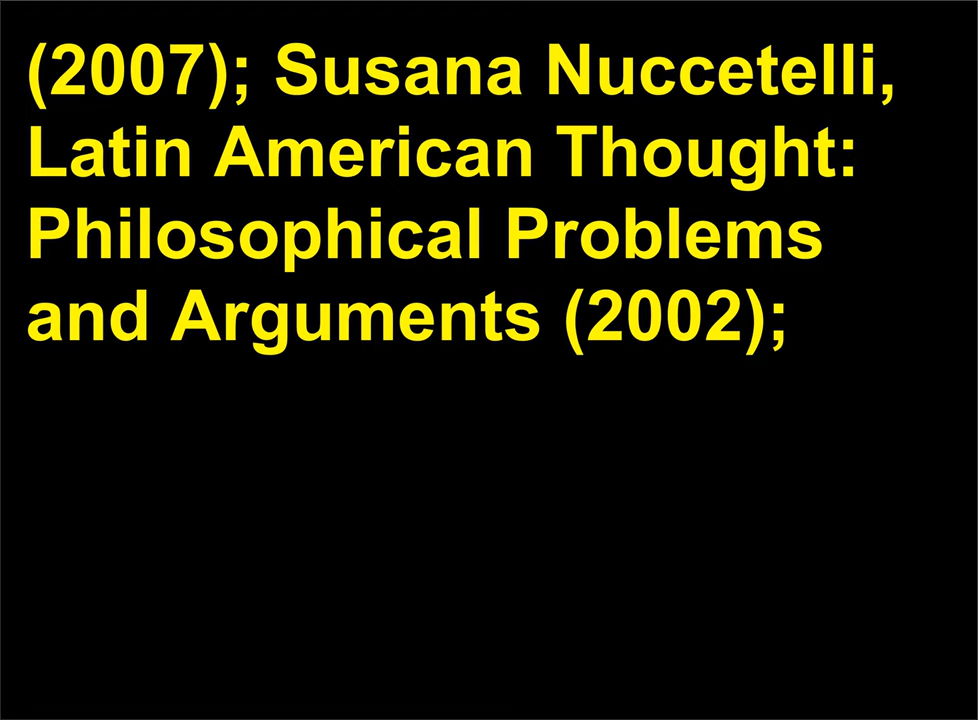 (2007); Susana Nuccetelli,
Latin American Thought:
Philosophical Problems
and Arguments (2002);